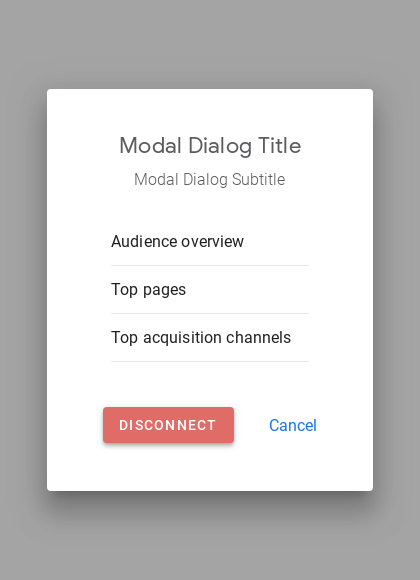 Modal Dialog Title
Modal Dialog Subtitle
Audience overview
Top pages
Top acquisition channels
DISCONNECT
Cancel